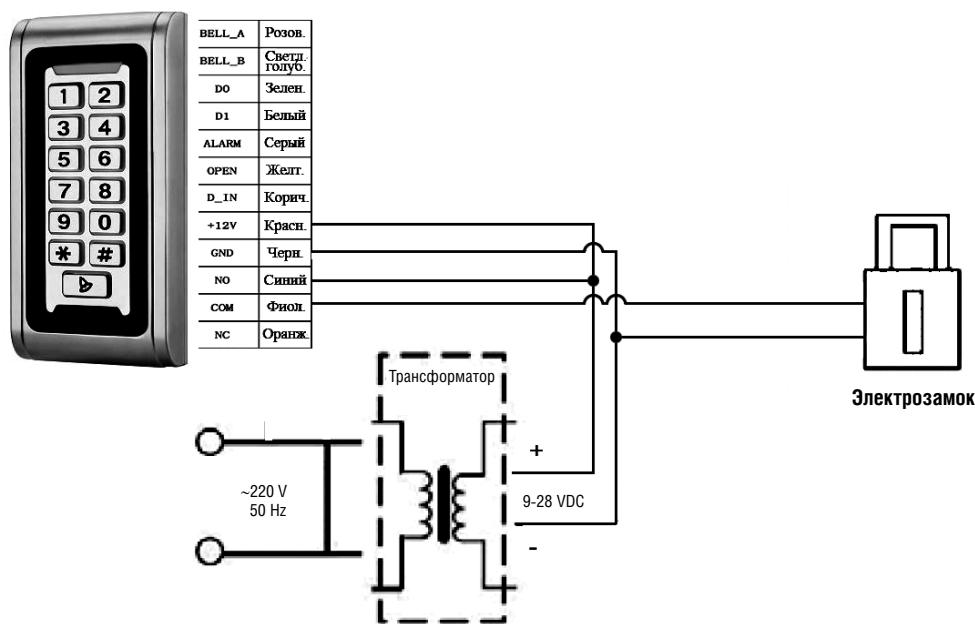 BELL_A Розов.
BELL_B Светл.
голуб.
D0 Зелен.
D1 Белый
ALARM Серый
OPEN Желт.
D_IN Корич.
+12V Красн.
GND Черн.
NO Синий
COM Фиол.
NC Оранж.
1 2
3 4
5 6
7 8
9 0
* #
Электрозамок
Трансформатор
~220 V
50 Hz
+
9-28 VDC
-